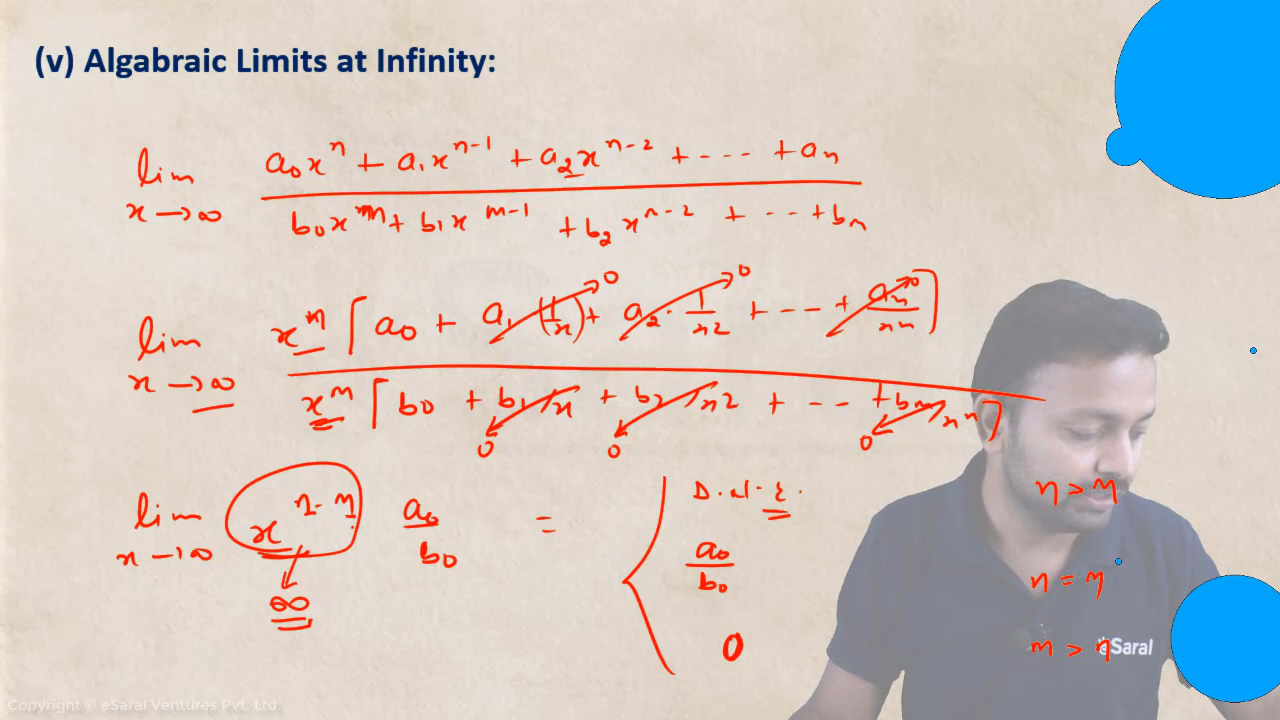 (v) Algabraic Limits at Infinity:
lim x→∞ (a₀xⁿ + a₁xⁿ⁻¹ + a₂xⁿ⁻² + --- + aₙ) / (b₀xᵐ + b₁xᵐ⁻¹ + b₂xⁿ⁻² + --- + bₙ)
lim x→∞ xⁿ [a₀ + a₁(1/x) + a₂·1/x² + --- + aₙ/xⁿ] / xᵐ [b₀ + b₁/x + b₂/x² + --- + bₘ/xⁿ]
0 0 0
0 0 0
lim x→∞ xⁿ⁻ᵐ a₀/b₀ = { D.N.E. n > m
∞
a₀/b₀ n = m
0 m > n
eSaral
Copyright © eSaral Ventures Pvt. Ltd.